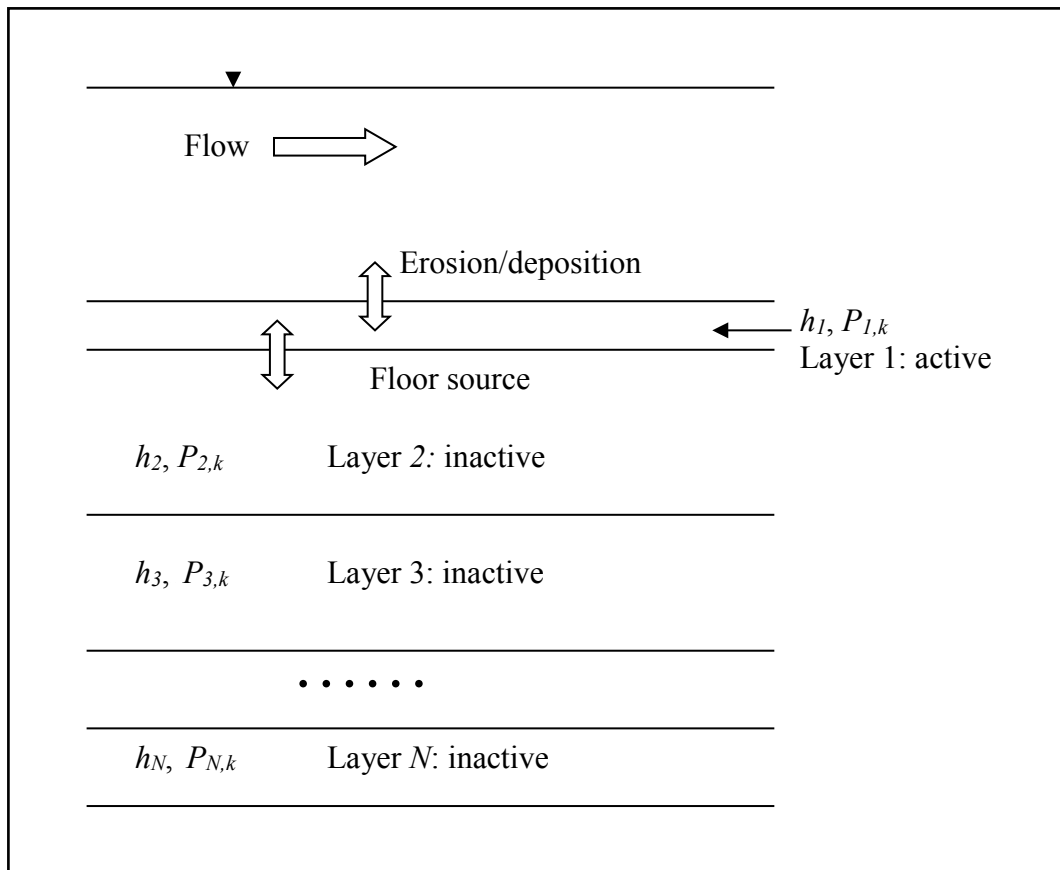 Flow
Erosion/deposition
h1, P1,k
Layer 1: active
Floor source
h2, P2,k Layer 2: inactive
h3, P3,k Layer 3: inactive
......
hN, PN,k Layer N: inactive